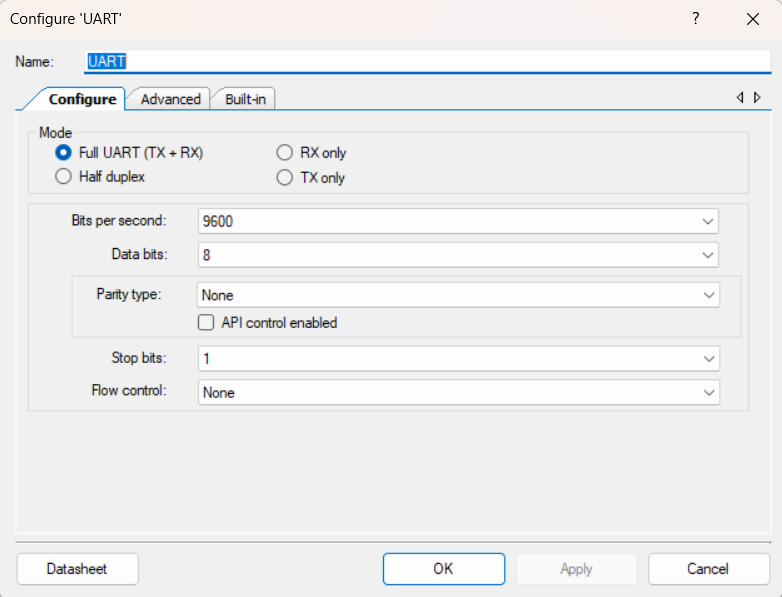 Configure 'UART'
?
Name: UART
Configure Advanced Built-in
Mode
Full UART (TX + RX) RX only
Half duplex TX only
Bits per second: 9600
Data bits: 8
Parity type: None
API control enabled
Stop bits: 1
Flow control: None
Datasheet OK Apply Cancel